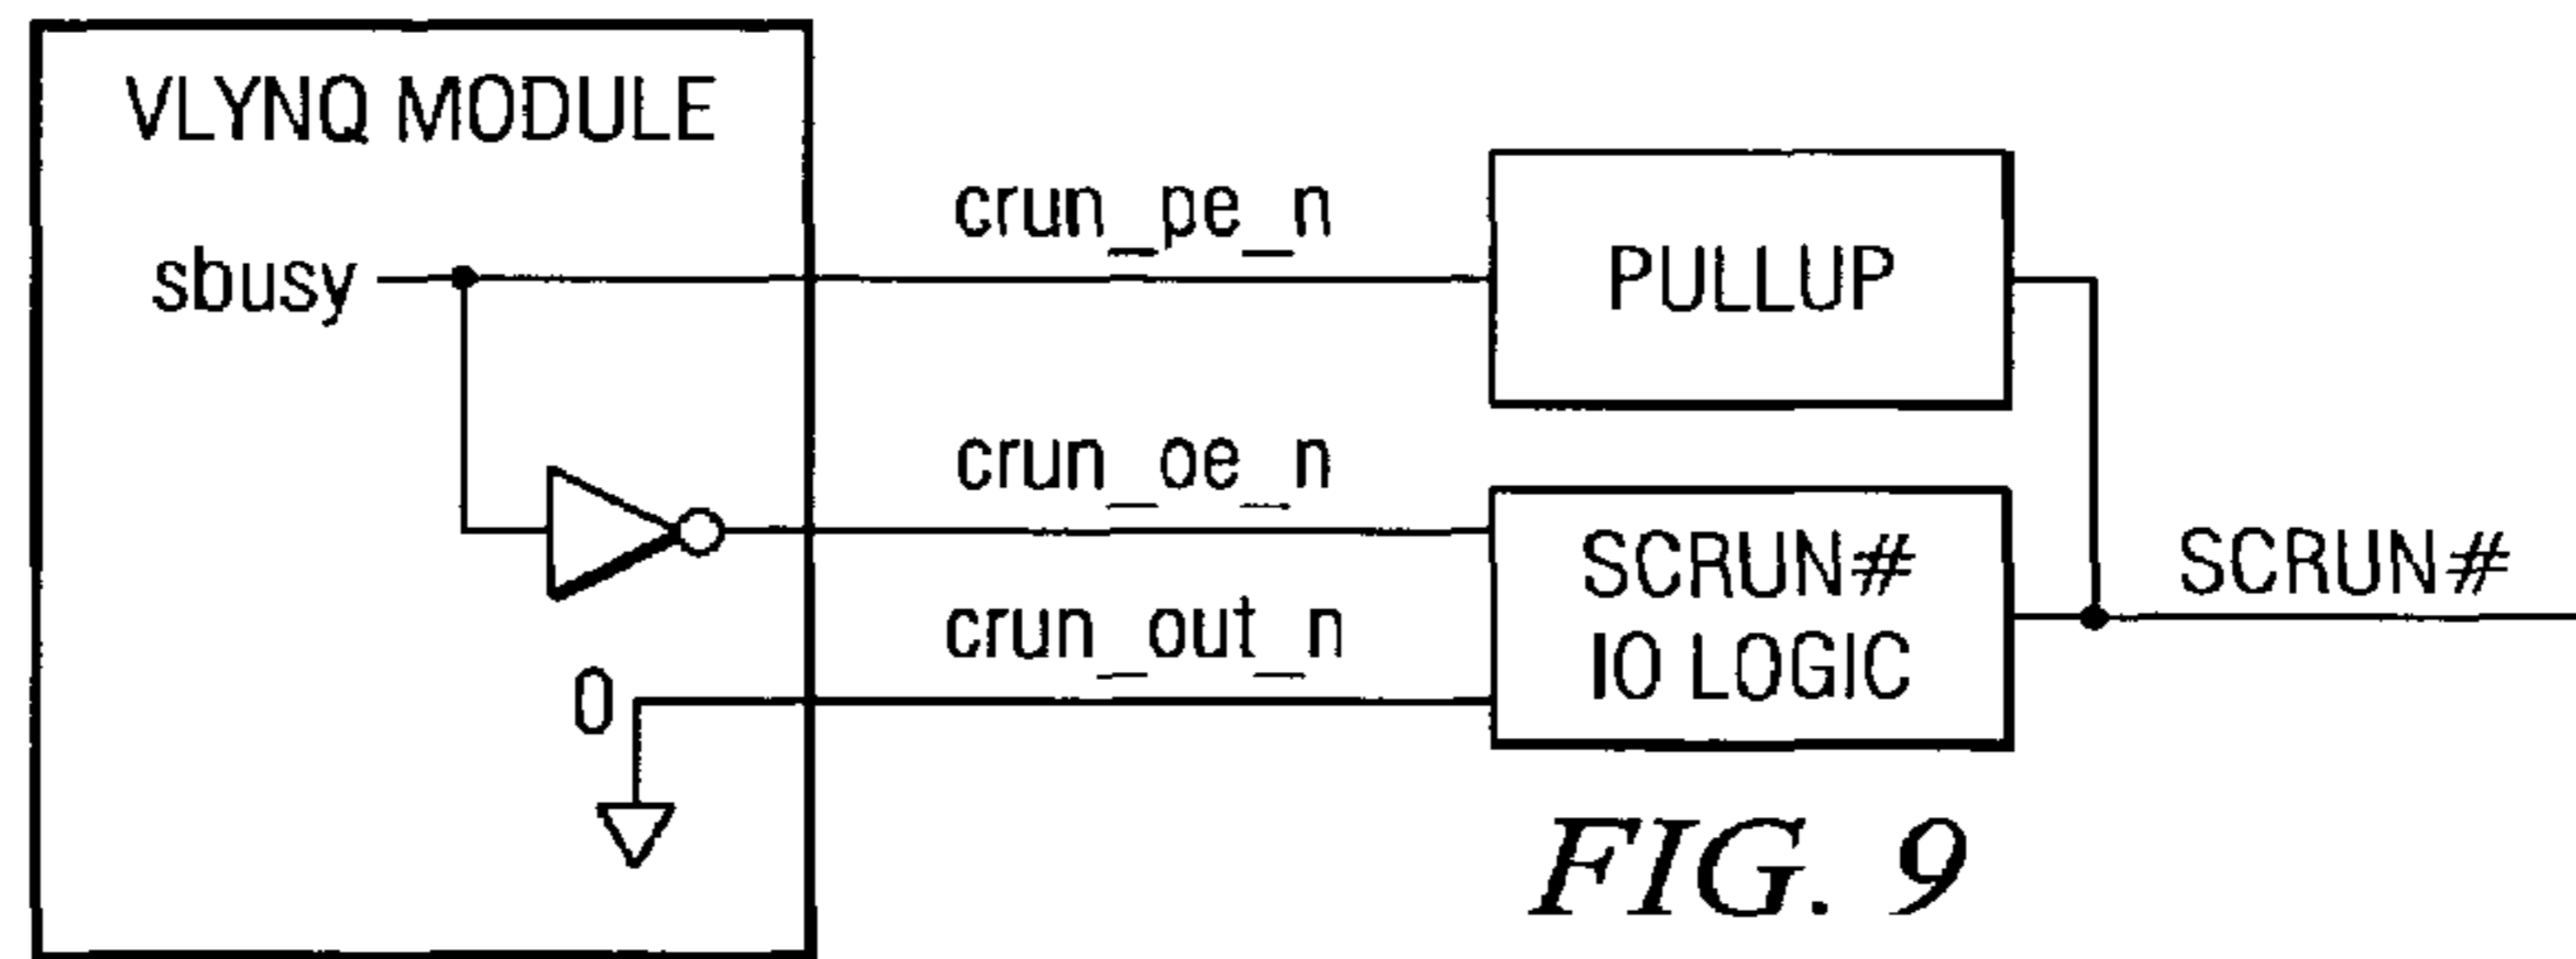 VLYNQ MODULE
sbusy
crun_pe_n
PULLUP
crun_oe_n
SCRUN#
IO LOGIC
SCRUN#
crun_out_n
0
FIG. 9